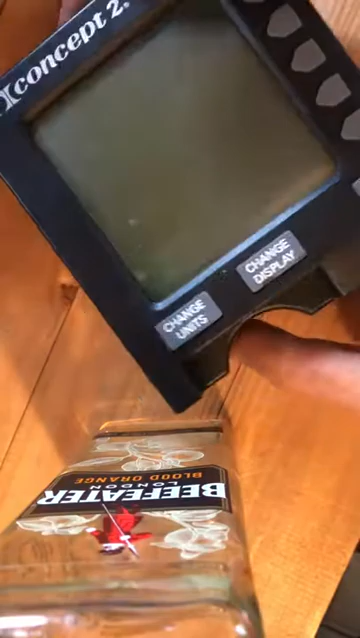 concept 2.
CHANGE
UNITS
CHANGE
DISPLAY
BEEFEATER
LONDON
BLOOD ORANGE